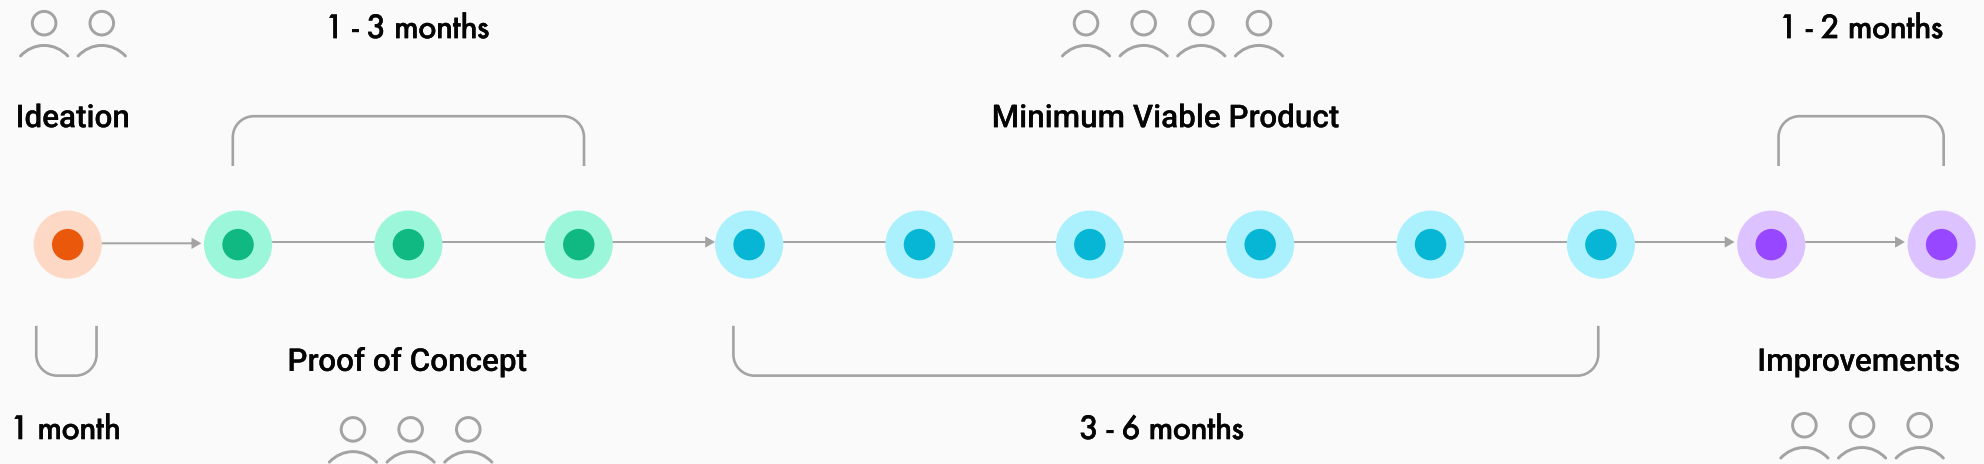 1 - 3 months
1 - 2 months
Ideation
Minimum Viable Product
Proof of Concept
Improvements
1 month
3 - 6 months